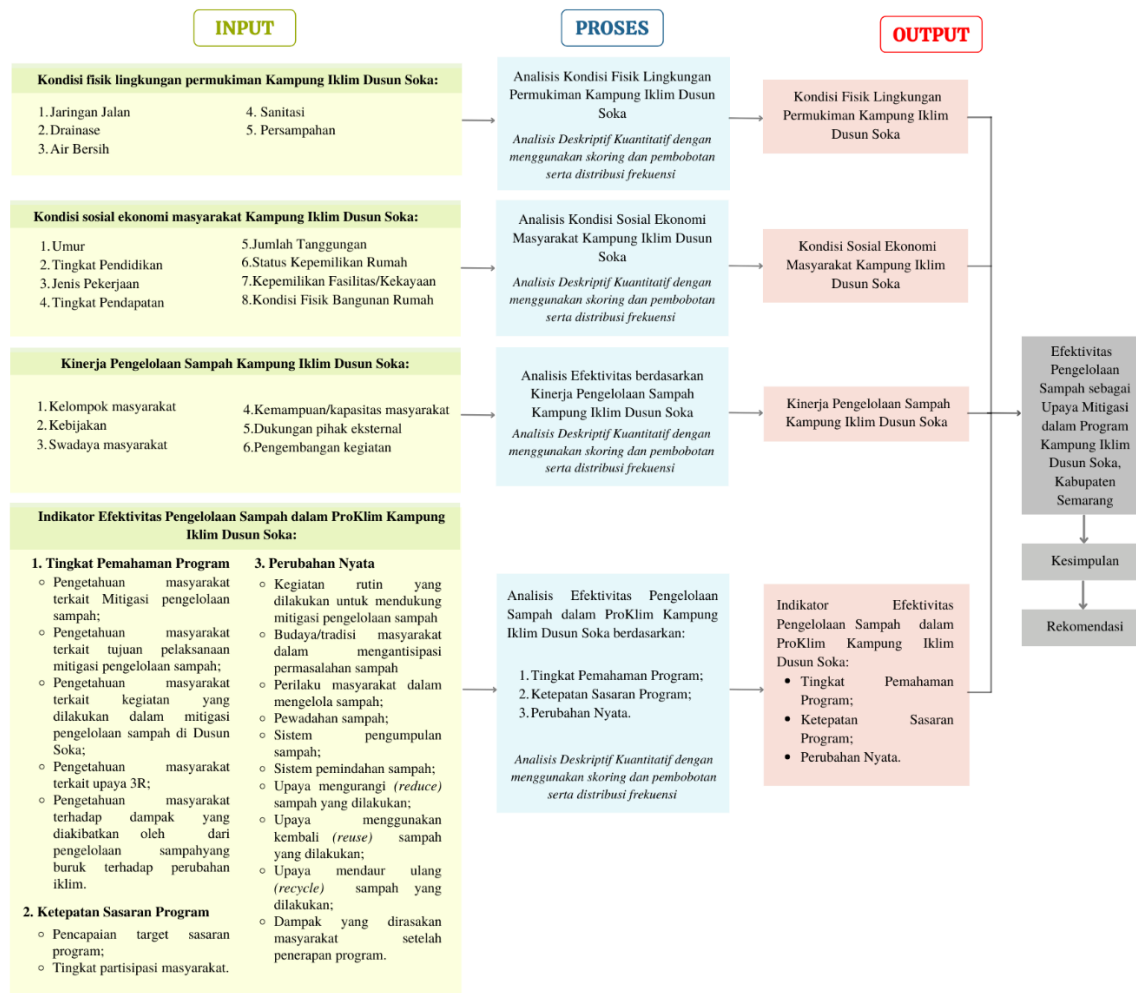 INPUT
PROSES
OUTPUT
Kondisi fisik lingkungan permukiman Kampung Iklim Dusun Soka:
1. Jaringan Jalan
2. Drainase
3. Air Bersih
4. Sanitasi
5. Persampahan
Analisis Kondisi Fisik Lingkungan
Permukiman Kampung Iklim Dusun
Soka
Analisis Deskriptif Kuantitatif dengan
menggunakan skoring dan pembobotan
serta distribusi frekuensi
Kondisi Fisik Lingkungan
Permukiman Kampung Iklim
Dusun Soka
Kondisi sosial ekonomi masyarakat Kampung Iklim Dusun Soka:
1. Umur
2. Tingkat Pendidikan
3. Jenis Pekerjaan
4. Tingkat Pendapatan
5. Jumlah Tanggungan
6. Status Kepemilikan Rumah
7. Kepemilikan Fasilitas/Kekayaan
8. Kondisi Fisik Bangunan Rumah
Analisis Kondisi Sosial Ekonomi
Masyarakat Kampung Iklim Dusun
Soka
Analisis Deskriptif Kuantitatif dengan
menggunakan skoring dan pembobotan
serta distribusi frekuensi
Kondisi Sosial Ekonomi
Masyarakat Kampung Iklim
Dusun Soka
Kinerja Pengelolaan Sampah Kampung Iklim Dusun Soka:
1. Kelompok masyarakat
2. Kebijakan
3. Swadaya masyarakat
4. Kemampuan/kapasitas masyarakat
5. Dukungan pihak eksternal
6. Pengembangan kegiatan
Analisis Efektivitas berdasarkan
Kinerja Pengelolaan Sampah
Kampung Iklim Dusun Soka
Analisis Deskriptif Kuantitatif dengan
menggunakan skoring dan pembobotan
serta distribusi frekuensi
Kinerja Pengelolaan Sampah
Kampung Iklim Dusun Soka
Indikator Efektivitas Pengelolaan Sampah dalam ProKlim Kampung
Iklim Dusun Soka:
1. Tingkat Pemahaman Program
Pengetahuan masyarakat
terkait Mitigasi pengelolaan
sampah;
Pengetahuan masyarakat
terkait tujuan pelaksanaan
mitigasi pengelolaan sampah;
Pengetahuan masyarakat
terkait kegiatan yang
dilakukan dalam mitigasi
pengelolaan sampah di Dusun
Soka;
Pengetahuan masyarakat
terkait upaya 3R;
Pengetahuan masyarakat
terhadap dampak yang
diakibatkan oleh dari
pengelolaan sampahyang
buruk terhadap perubahan
iklim.
2. Ketepatan Sasaran Program
Pencapaian target sasaran
program;
Tingkat partisipasi masyarakat.
3. Perubahan Nyata
Kegiatan rutin yang
dilakukan untuk mendukung
mitigasi pengelolaan sampah
Budaya/tradisi masyarakat
dalam mengantisipasi
permasalahan sampah
Perilaku masyarakat dalam
mengelola sampah;
Pewadahan sampah;
Sistem pengumpulan
sampah;
Sistem pemindahan sampah;
Upaya mengurangi (reduce)
sampah yang dilakukan;
Upaya menggunakan
kembali (reuse) sampah
yang dilakukan;
Upaya mendaur ulang
(recycle) sampah yang
dilakukan;
Dampak yang dirasakan
masyarakat setelah
penerapan program.
Analisis Efektivitas Pengelolaan
Sampah dalam ProKlim Kampung
Iklim Dusun Soka berdasarkan:
1. Tingkat Pemahaman Program;
2. Ketepatan Sasaran Program;
3. Perubahan Nyata.
Analisis Deskriptif Kuantitatif dengan
menggunakan skoring dan pembobotan
serta distribusi frekuensi
Indikator Efektivitas
Pengelolaan Sampah dalam
ProKlim Kampung Iklim
Dusun Soka:
Tingkat Pemahaman
Program;
Ketepatan Sasaran
Program;
Perubahan Nyata.
Efektivitas
Pengelolaan
Sampah sebagai
Upaya Mitigasi
dalam Program
Kampung Iklim
Dusun Soka,
Kabupaten
Semarang
Kesimpulan
Rekomendasi